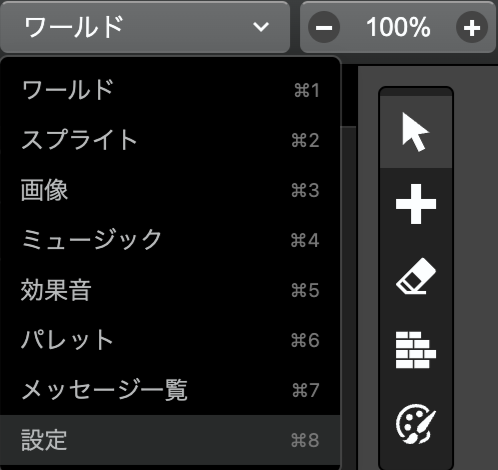 ワールド
100%
ワールド ⌘1
スプライト ⌘2
画像 ⌘3
ミュージック ⌘4
効果音 ⌘5
パレット ⌘6
メッセージ一覧 ⌘7
設定 ⌘8